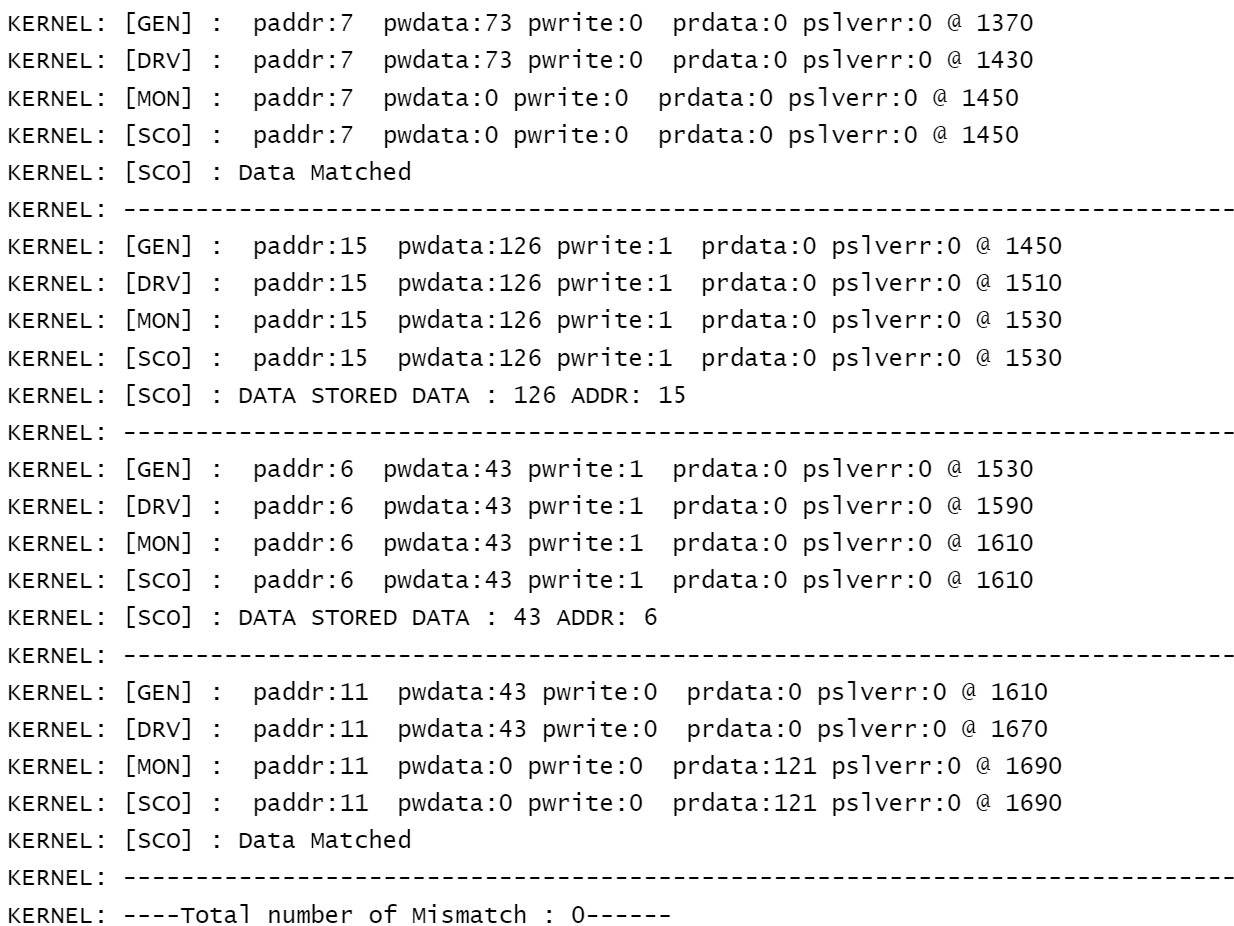 KERNEL: [GEN] :  paddr:7  pwdata:73 pwrite:0  prdata:0 pslverr:0 @ 1370
KERNEL: [DRV] :  paddr:7  pwdata:73 pwrite:0  prdata:0 pslverr:0 @ 1430
KERNEL: [MON] :  paddr:7  pwdata:0 pwrite:0  prdata:0 pslverr:0 @ 1450
KERNEL: [SCO] :  paddr:7  pwdata:0 pwrite:0  prdata:0 pslverr:0 @ 1450
KERNEL: [SCO] : Data Matched
KERNEL: -----------------------------------------------------------------------------
KERNEL: [GEN] :  paddr:15  pwdata:126 pwrite:1  prdata:0 pslverr:0 @ 1450
KERNEL: [DRV] :  paddr:15  pwdata:126 pwrite:1  prdata:0 pslverr:0 @ 1510
KERNEL: [MON] :  paddr:15  pwdata:126 pwrite:1  prdata:0 pslverr:0 @ 1530
KERNEL: [SCO] :  paddr:15  pwdata:126 pwrite:1  prdata:0 pslverr:0 @ 1530
KERNEL: [SCO] : DATA STORED DATA : 126 ADDR: 15
KERNEL: -----------------------------------------------------------------------------
KERNEL: [GEN] :  paddr:6  pwdata:43 pwrite:1  prdata:0 pslverr:0 @ 1530
KERNEL: [DRV] :  paddr:6  pwdata:43 pwrite:1  prdata:0 pslverr:0 @ 1590
KERNEL: [MON] :  paddr:6  pwdata:43 pwrite:1  prdata:0 pslverr:0 @ 1610
KERNEL: [SCO] :  paddr:6  pwdata:43 pwrite:1  prdata:0 pslverr:0 @ 1610
KERNEL: [SCO] : DATA STORED DATA : 43 ADDR: 6
KERNEL: -----------------------------------------------------------------------------
KERNEL: [GEN] :  paddr:11  pwdata:43 pwrite:0  prdata:0 pslverr:0 @ 1610
KERNEL: [DRV] :  paddr:11  pwdata:43 pwrite:0  prdata:0 pslverr:0 @ 1670
KERNEL: [MON] :  paddr:11  pwdata:0 pwrite:0  prdata:121 pslverr:0 @ 1690
KERNEL: [SCO] :  paddr:11  pwdata:0 pwrite:0  prdata:121 pslverr:0 @ 1690
KERNEL: [SCO] : Data Matched
KERNEL: -----------------------------------------------------------------------------
KERNEL: ----Total number of Mismatch : 0------